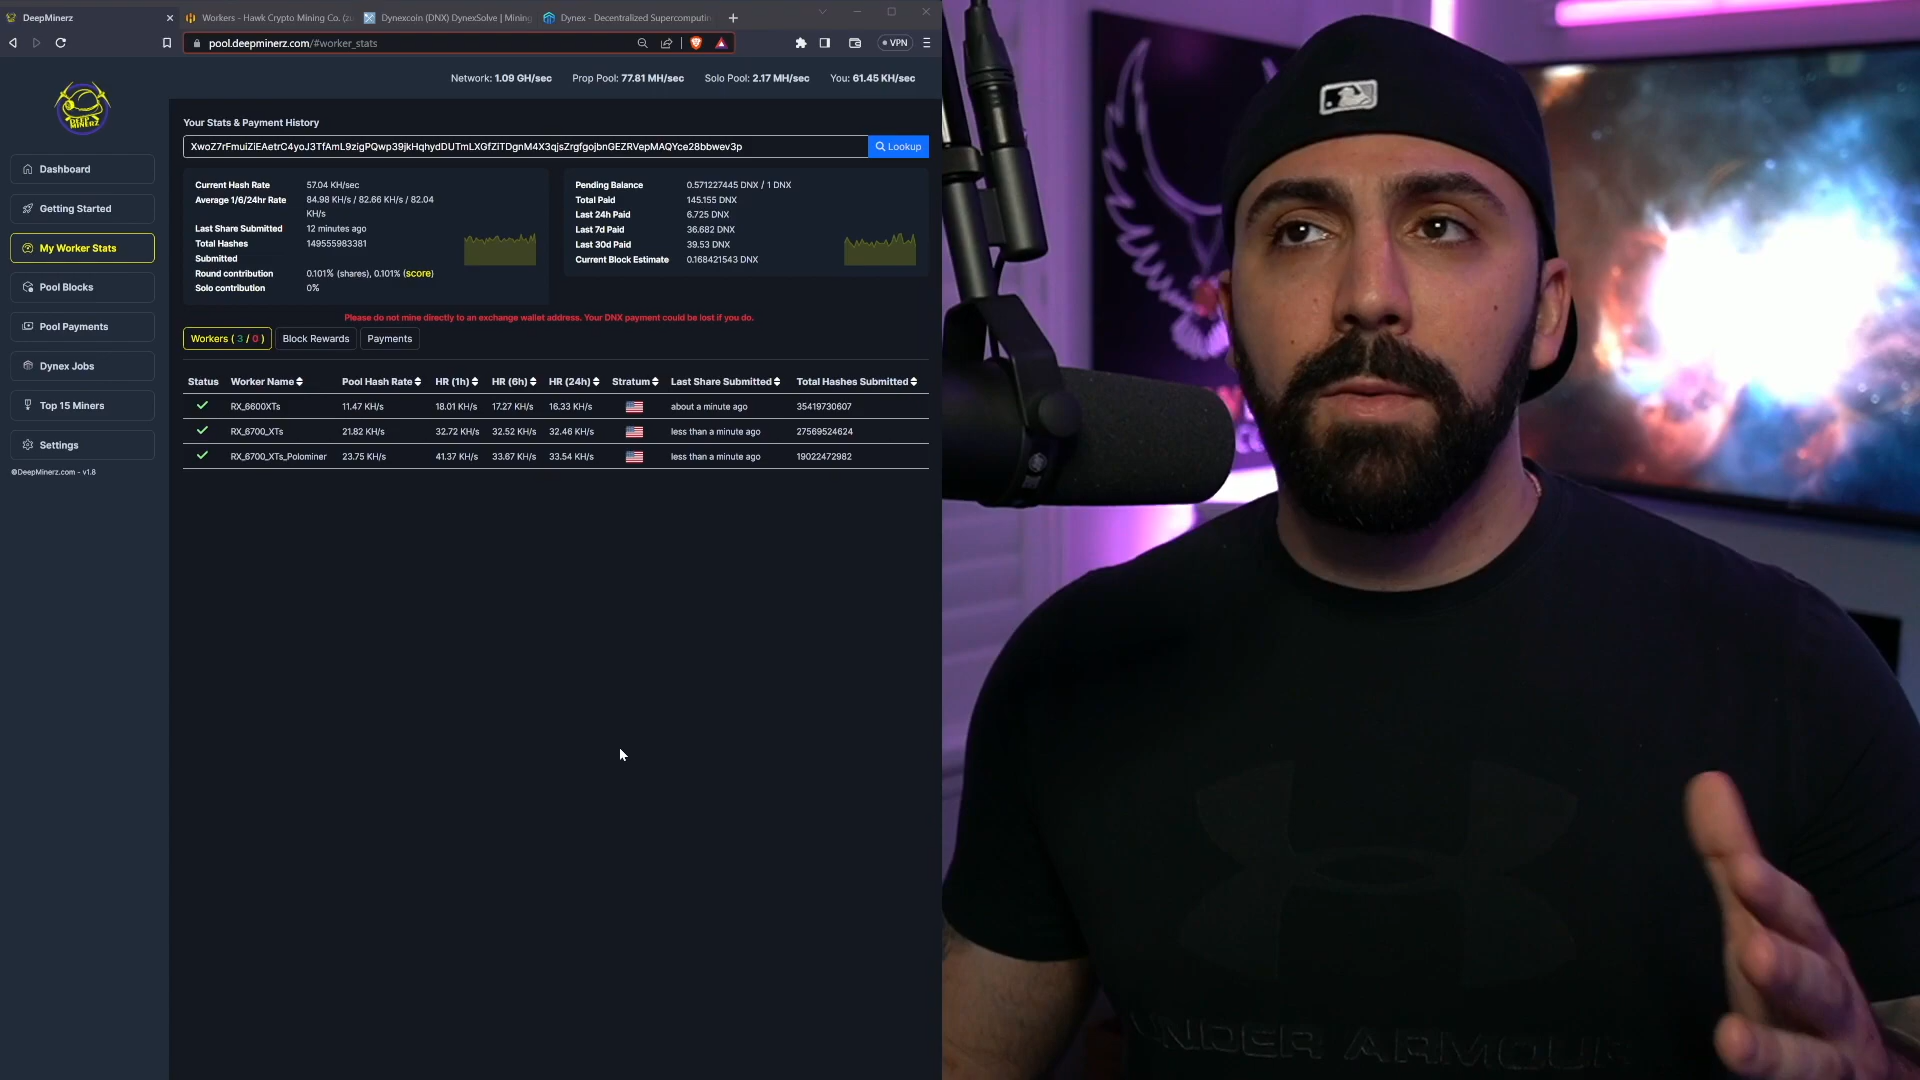 DeepMinerz
Workers - Hawk Crypto Mining Co. (zu
Dynexcoin (DNX) DynexSolve | Mining
Dynex - Decentralized Supercomputin
pool.deepminerz.com/#worker_stats
VPN
Network: 1.09 GH/sec Prop Pool: 77.81 MH/sec Solo Pool: 2.17 MH/sec You: 61.45 KH/sec
DEEP
MINERZ
Dashboard
Getting Started
My Worker Stats
Pool Blocks
Pool Payments
Dynex Jobs
Top 15 Miners
Settings
©DeepMinerz.com - v1.8
Your Stats & Payment History
XwoZ7rFmuiZiEAetrC4yoJ3TfAmL9zigPQwp39jkHqhydDUTmLXGfZiTDgnM4X3qjsZrgfgojbnGEZRVepMAQYce28bbwev3p
Lookup
Current Hash Rate 57.04 KH/sec
Average 1/6/24hr Rate 84.98 KH/s / 82.66 KH/s / 82.04
KH/s
Last Share Submitted 12 minutes ago
Total Hashes 149555983381
Submitted
Round contribution 0.101% (shares), 0.101% (score)
Solo contribution 0%
Pending Balance 0.571227445 DNX / 1 DNX
Total Paid 145.155 DNX
Last 24h Paid 6.725 DNX
Last 7d Paid 36.682 DNX
Last 30d Paid 39.53 DNX
Current Block Estimate 0.168421543 DNX
Please do not mine directly to an exchange wallet address. Your DNX payment could be lost if you do.
Workers ( 3 / 0 ) Block Rewards Payments
Status Worker Name Pool Hash Rate HR (1h) HR (6h) HR (24h) Stratum Last Share Submitted Total Hashes Submitted
RX_6600XTs 11.47 KH/s 18.01 KH/s 17.27 KH/s 16.33 KH/s about a minute ago 35419730607
RX_6700_XTs 21.82 KH/s 32.72 KH/s 32.52 KH/s 32.46 KH/s less than a minute ago 27569524624
RX_6700_XTs_Polominer 23.75 KH/s 41.37 KH/s 33.67 KH/s 33.54 KH/s less than a minute ago 19022472982
UNDER ARMOUR